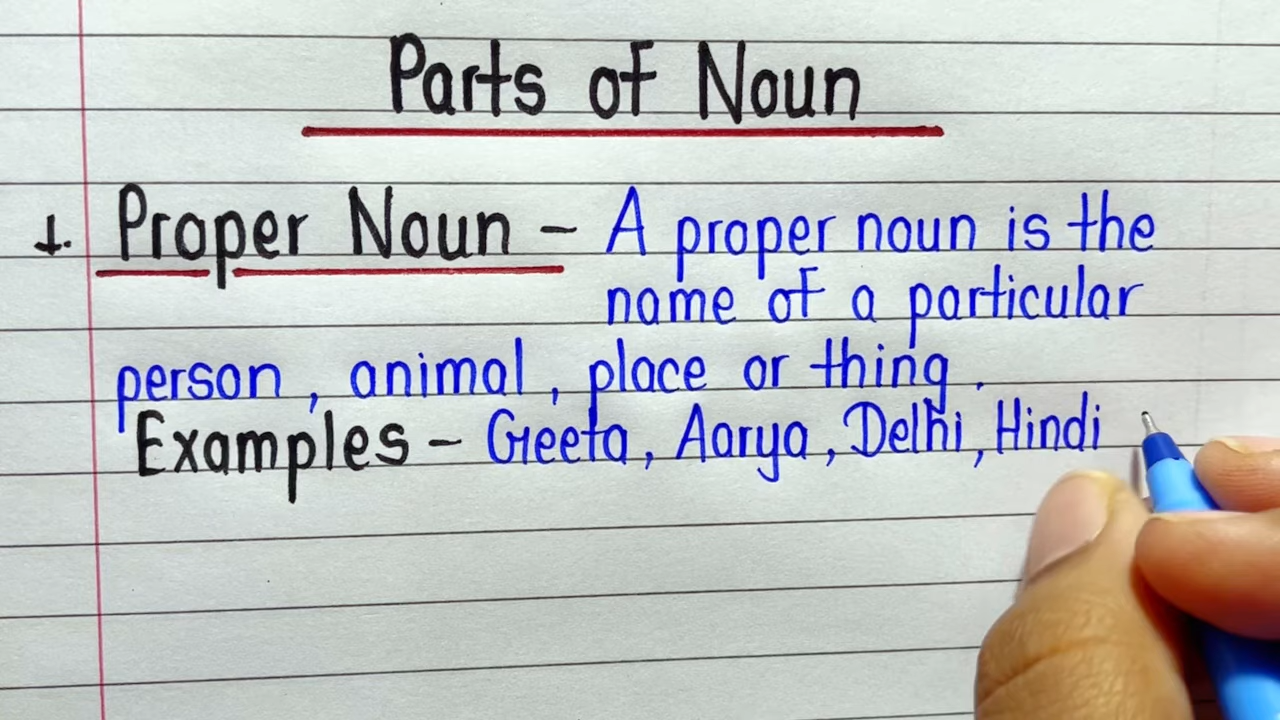 Parts of Noun
1. Proper Noun - A proper noun is the
name of a particular
person, animal, place or thing.
Examples - Greeta, Aarya, Delhi, Hindi